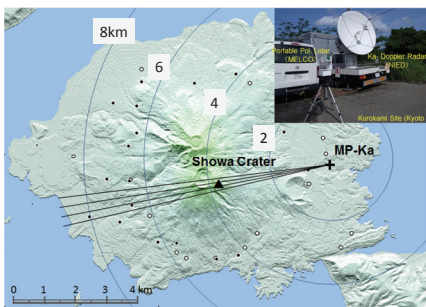 8km
6
4
2
Showa Crater
MP-Ka
0 1 2 3 4 km
Portable Pol. Lidar
(MELCO)
Ka Doppler Radar
(NIED)
Kurokami Site (Kyoto